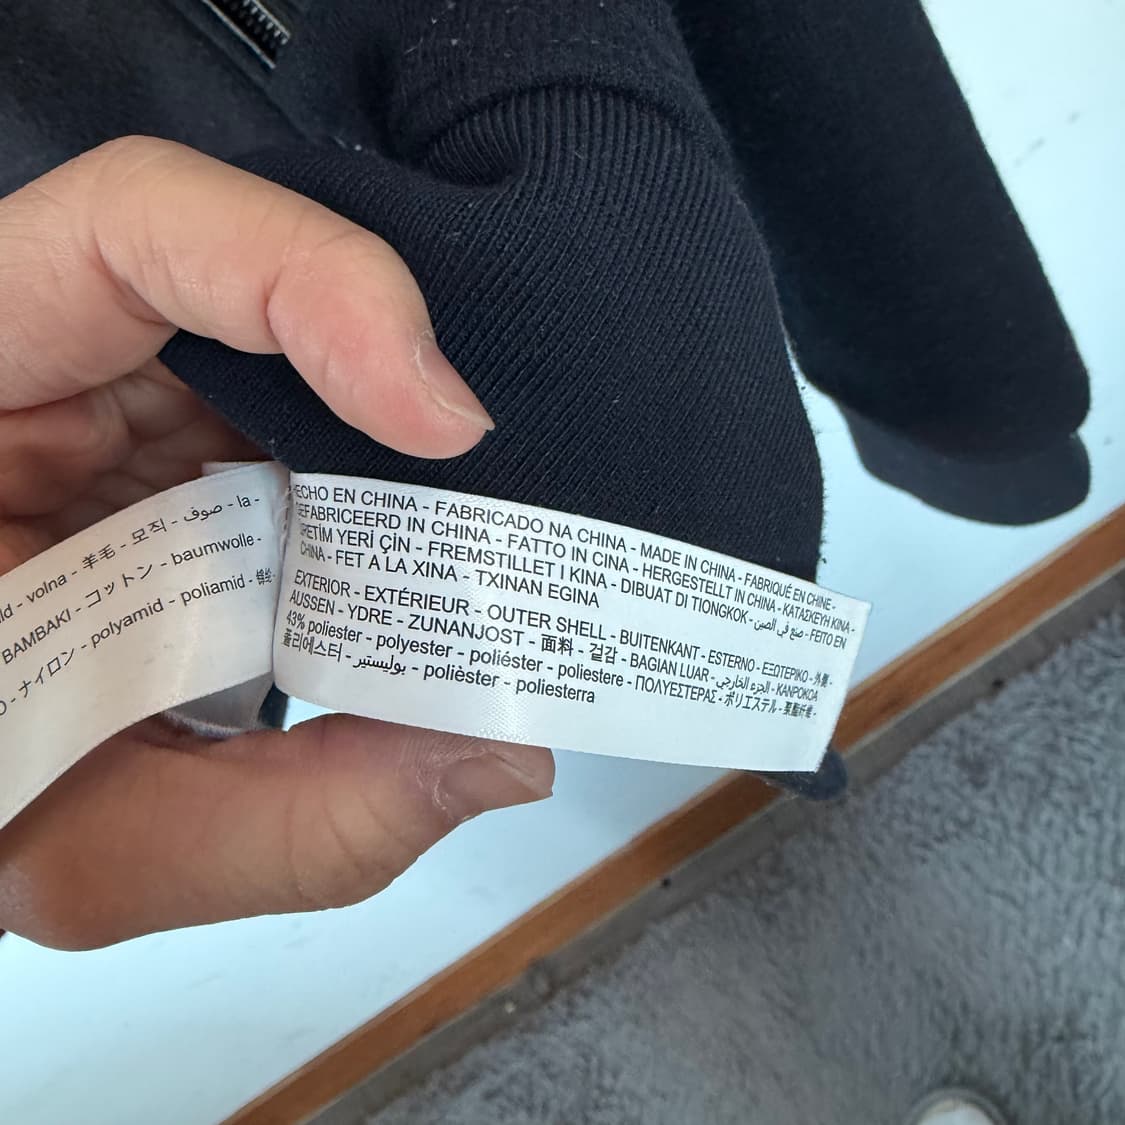 ld - volna - 羊毛 - 모직 - صوف - la -
BAMBAKI - コットン - baumwolle -
O - ナイロン - polyamid - poliamid - 锦纶 -
HECHO EN CHINA - FABRICADO NA CHINA - MADE IN CHINA - FABRIQUÉ EN CHINE -
GEFABRICEERD IN CHINA - FATTO IN CINA - HERGESTELLT IN CHINA - ΚΑΤΑΣΚΕΥΗ ΚΙΝΑ -
ÜRETİM YERİ ÇİN - FREMSTILLET I KINA - DIBUAT DI TIONGKOK - صنع في الصين - FEITO EN
CHINA - FET A LA XINA - TXINAN EGINA
EXTERIOR - EXTÉRIEUR - OUTER SHELL - BUITENKANT - ESTERNO - ΕΞΩΤΕΡΙΚΟ - 外側 -
AUSSEN - YDRE - ZUNANJOST - 面料 - 겉감 - BAGIAN LUAR - الجزء الخارجي - KANPOKOA
43% poliester - polyester - poliéster - poliestere - ΠΟΛΥΕΣΤΕΡΑΣ - ポリエステル - 聚酯纤维 -
폴리에스터 - بوليستير - polièster - poliesterra